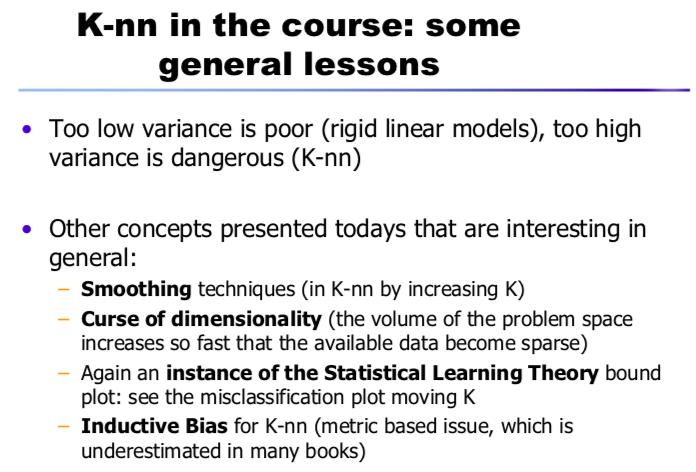 K-nn in the course: some
general lessons
• Too low variance is poor (rigid linear models), too high
variance is dangerous (K-nn)
• Other concepts presented todays that are interesting in
general:
– Smoothing techniques (in K-nn by increasing K)
– Curse of dimensionality (the volume of the problem space
increases so fast that the available data become sparse)
– Again an instance of the Statistical Learning Theory bound
plot: see the misclassification plot moving K
– Inductive Bias for K-nn (metric based issue, which is
underestimated in many books)